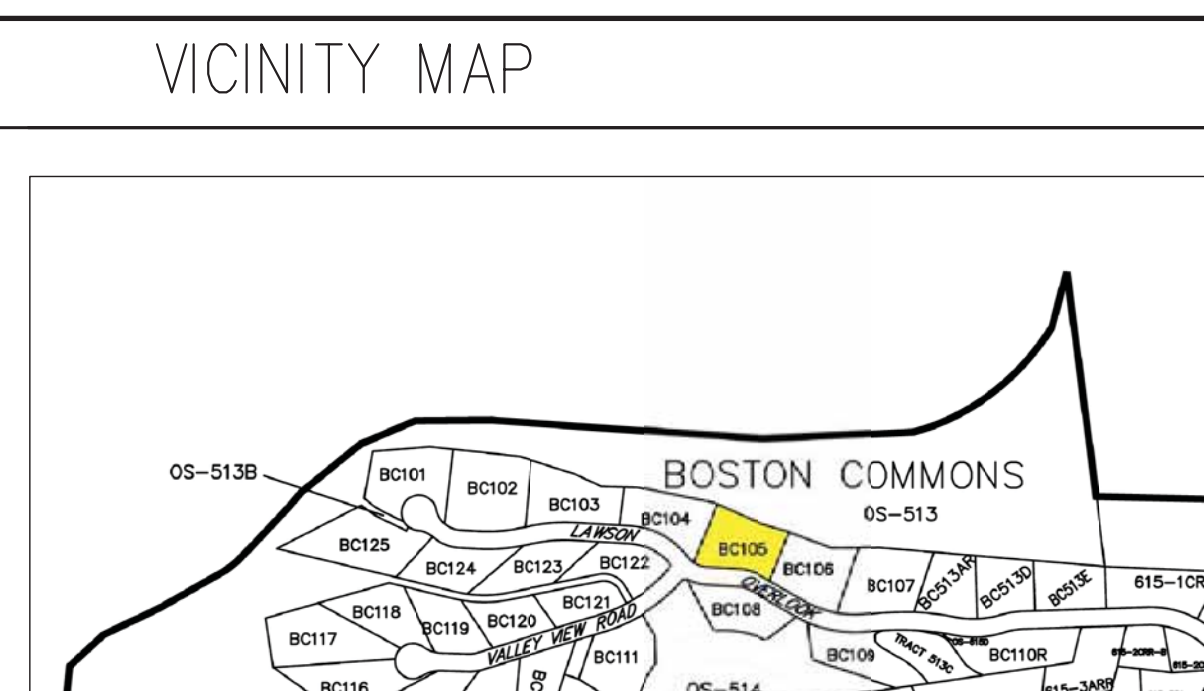 VICINITY MAP
BOSTON COMMONS
OS-513
OS-513B
BC101
BC102
BC103
BC104
BC105
BC106
BC107
BC513AR
BC513D
BC513E
615-1CR
LAWSON
OVERLOOK
BC125
BC124
BC123
BC122
BC121
BC120
BC119
BC118
BC117
BC116
VALLEY VIEW ROAD
BC111
BC108
BC109
TRACT 513C
BC110R
615-3ARR
OS-514
BC